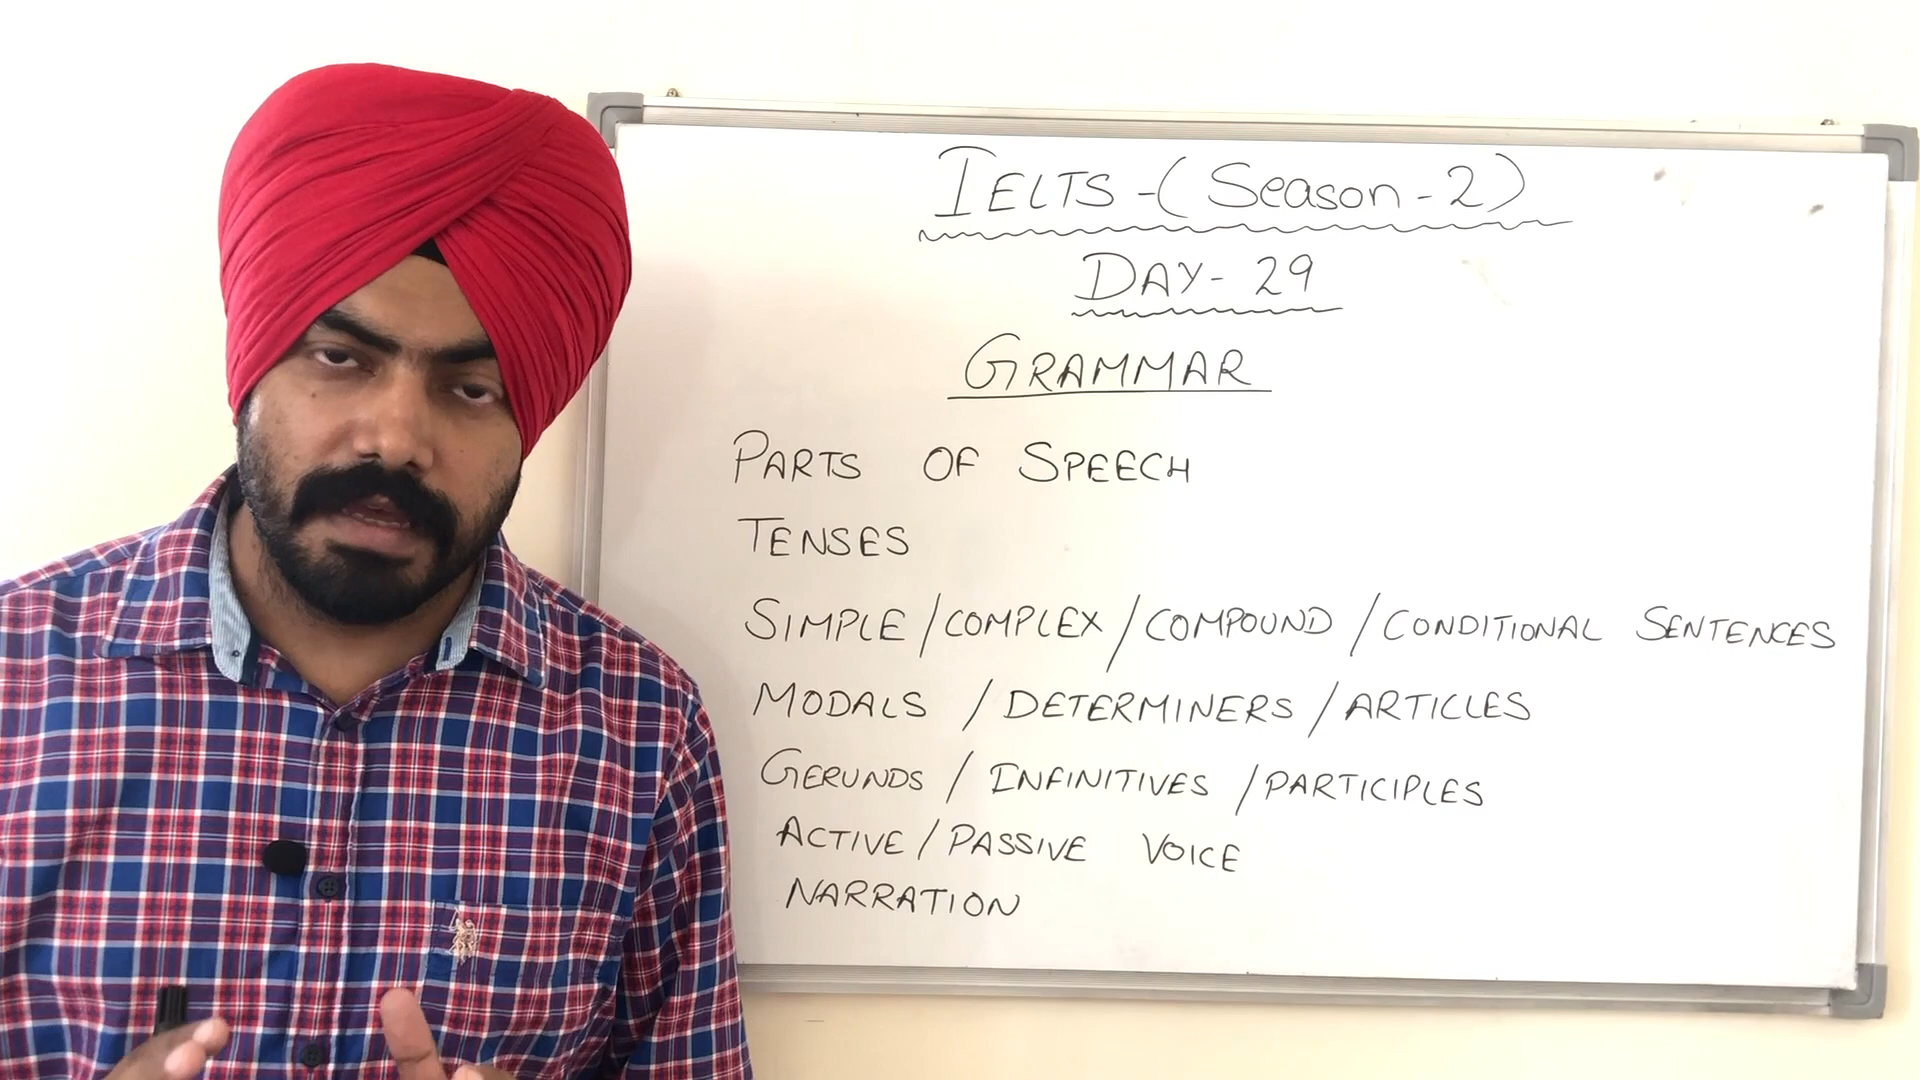 IELTS-(Season-2)
DAY-29
GRAMMAR
PARTS OF SPEECH
TENSES
SIMPLE/COMPLEX/COMPOUND/CONDITIONAL SENTENCES
MODALS/DETERMINERS/ARTICLES
GERUNDS/INFINITIVES/PARTICIPLES
ACTIVE/PASSIVE VOICE
NARRATION